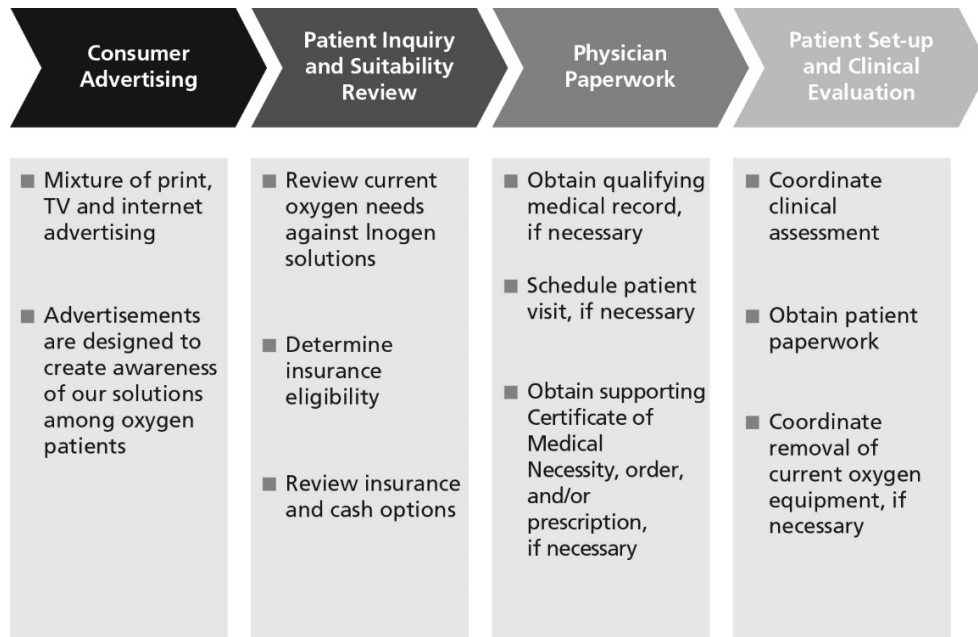 Consumer
Advertising
Patient Inquiry
and Suitability
Review
Physician
Paperwork
Patient Set-up
and Clinical
Evaluation
Mixture of print,
TV and internet
advertising
Advertisements
are designed to
create awareness
of our solutions
among oxygen
patients
Review current
oxygen needs
against Inogen
solutions
Determine
insurance
eligibility
Review insurance
and cash options
Obtain qualifying
medical record,
if necessary
Schedule patient
visit, if necessary
Obtain supporting
Certificate of
Medical
Necessity, order,
and/or
prescription,
if necessary
Coordinate
clinical
assessment
Obtain patient
paperwork
Coordinate
removal of
current oxygen
equipment, if
necessary